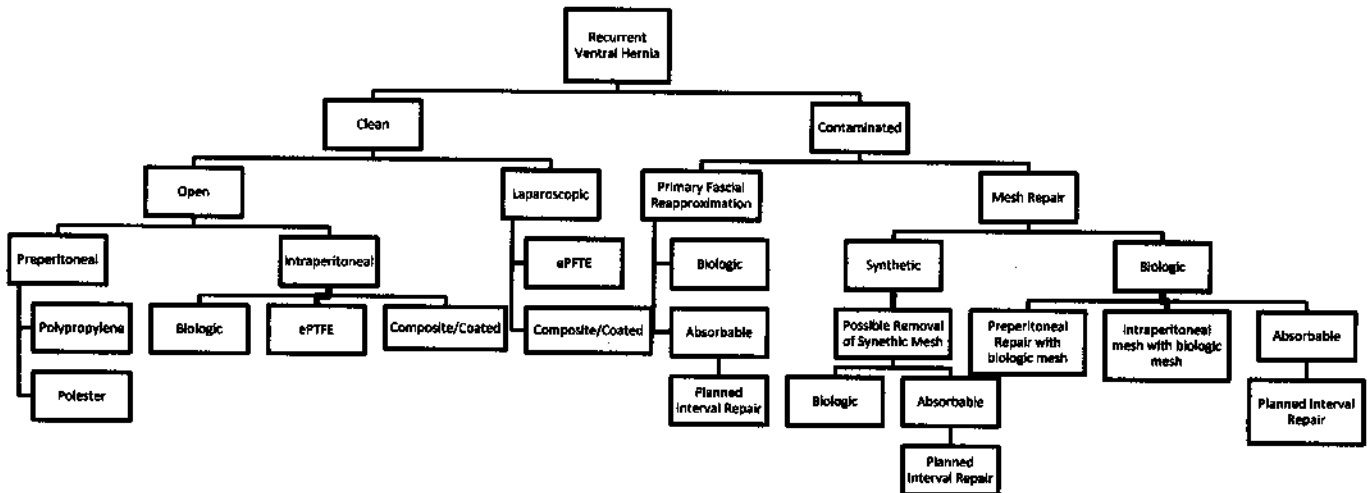 Recurrent
Ventral Hernia
Clean
Contaminated
Open
Laparoscopic
Primary Fascial
Reapproximation
Mesh Repair
Preperitoneal
Intraperitoneal
ePFTE
Biologic
Synthetic
Biologic
Polypropylene
Biologic
ePTFE
Composite/Coated
Composite/Coated
Absorbable
Possible Removal
of Synethic Mesh
Preperitoneal
Repair with
biologic mesh
Intraperitoneal
mesh with biologic
mesh
Absorbable
Polester
Planned
Interval Repair
Biologic
Absorbable
Planned Interval
Repair
Planned
Interval Repair